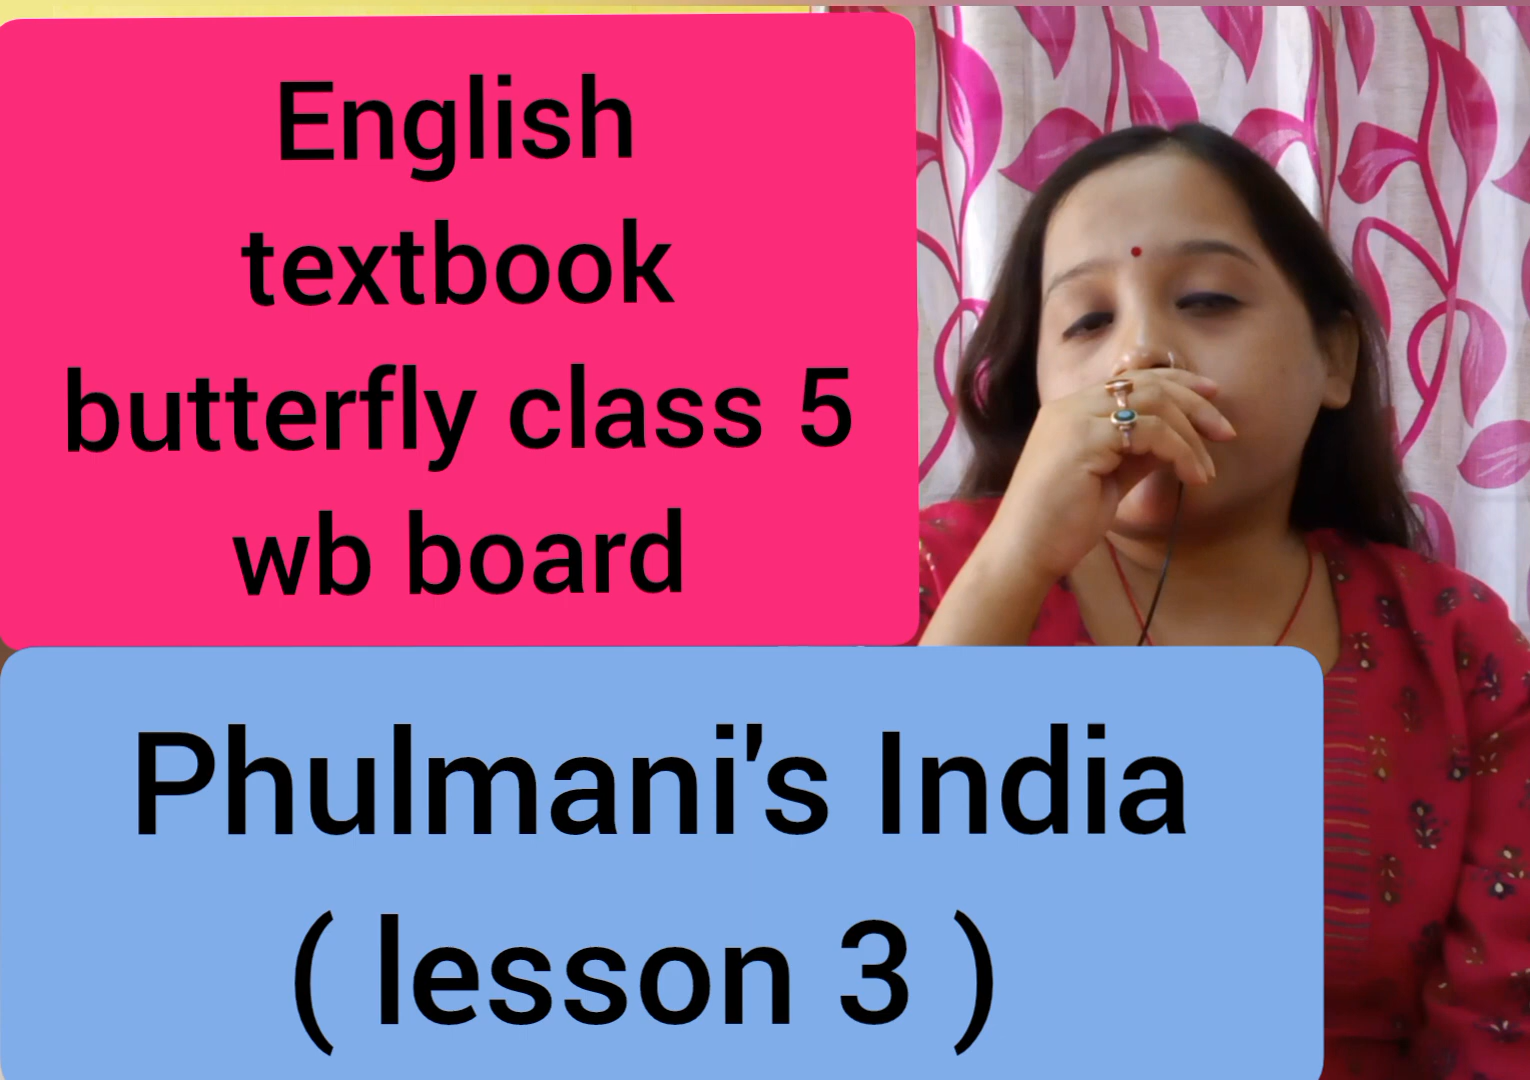 English
textbook
butterfly class 5
wb board
Phulmani's India
( lesson 3 )